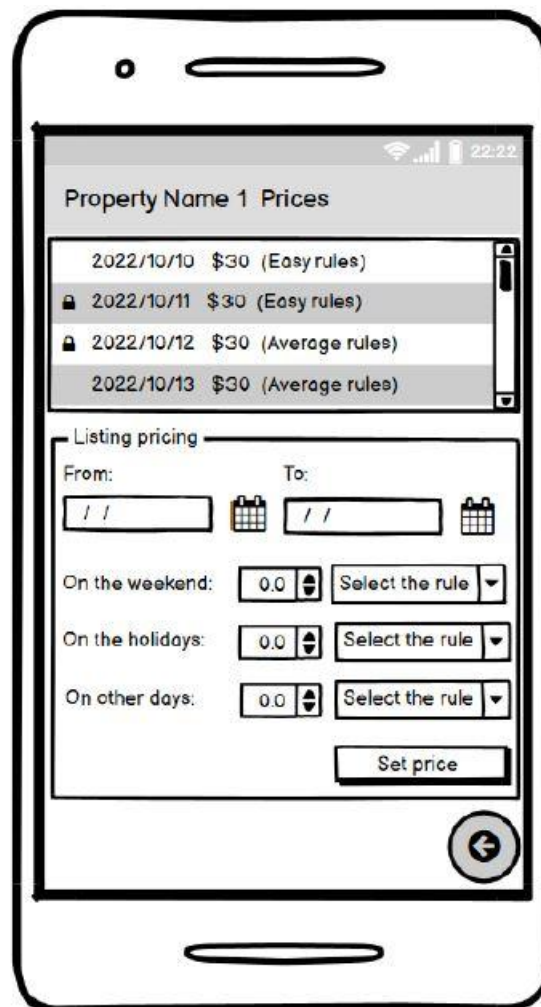 22:22
Property Name 1 Prices
2022/10/10 $30 (Easy rules)
2022/10/11 $30 (Easy rules)
2022/10/12 $30 (Average rules)
2022/10/13 $30 (Average rules)
Listing pricing
From: To:
/ / / /
On the weekend: 0.0 Select the rule
On the holidays: 0.0 Select the rule
On other days: 0.0 Select the rule
Set price